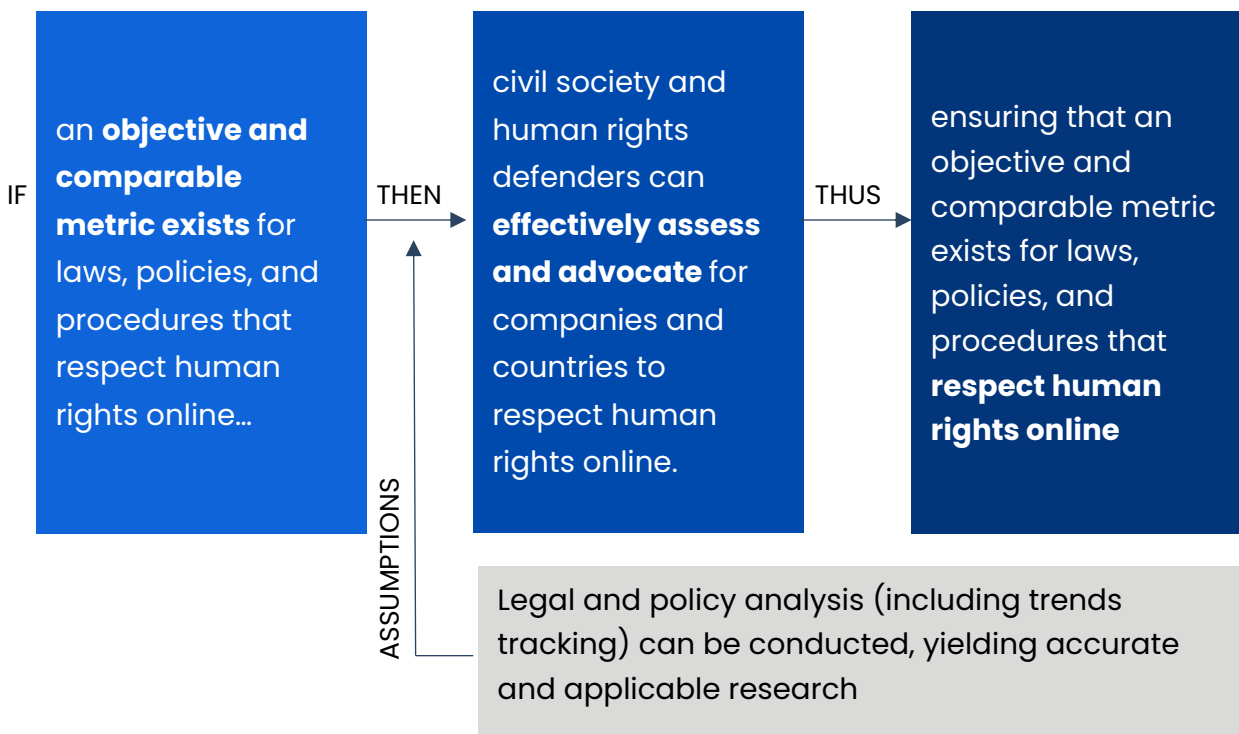 IF
an objective and
comparable
metric exists for
laws, policies, and
procedures that
respect human
rights online…
THEN
civil society and
human rights
defenders can
effectively assess
and advocate for
companies and
countries to
respect human
rights online.
THUS
ensuring that an
objective and
comparable metric
exists for laws,
policies, and
procedures that
respect human
rights online
ASSUMPTIONS
Legal and policy analysis (including trends
tracking) can be conducted, yielding accurate
and applicable research